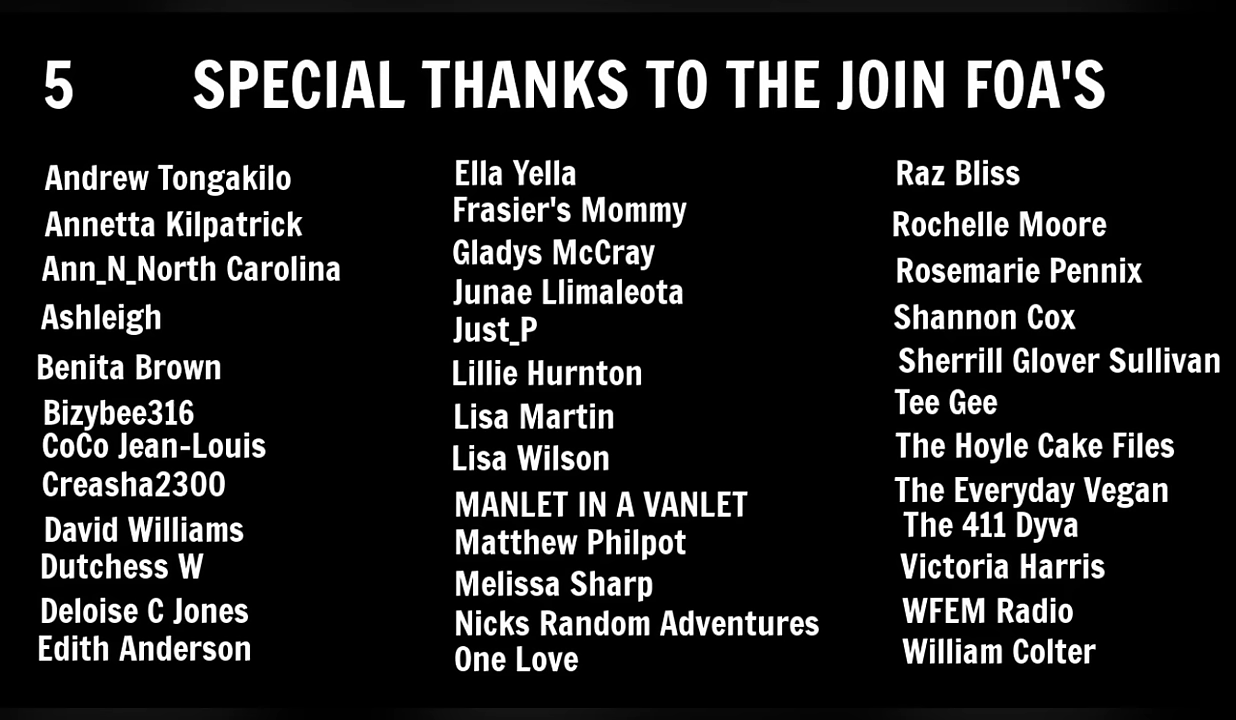 5 SPECIAL THANKS TO THE JOIN FOA'S
Andrew Tongakilo
Annetta Kilpatrick
Ann_N_North Carolina
Ashleigh
Benita Brown
Bizybee316
CoCo Jean-Louis
Creasha2300
David Williams
Dutchess W
Deloise C Jones
Edith Anderson
Ella Yella
Frasier's Mommy
Gladys McCray
Junae Llimaleota
Just_P
Lillie Hurnton
Lisa Martin
Lisa Wilson
MANLET IN A VANLET
Matthew Philpot
Melissa Sharp
Nicks Random Adventures
One Love
Raz Bliss
Rochelle Moore
Rosemarie Pennix
Shannon Cox
Sherrill Glover Sullivan
Tee Gee
The Hoyle Cake Files
The Everyday Vegan
The 411 Dyva
Victoria Harris
WFEM Radio
William Colter